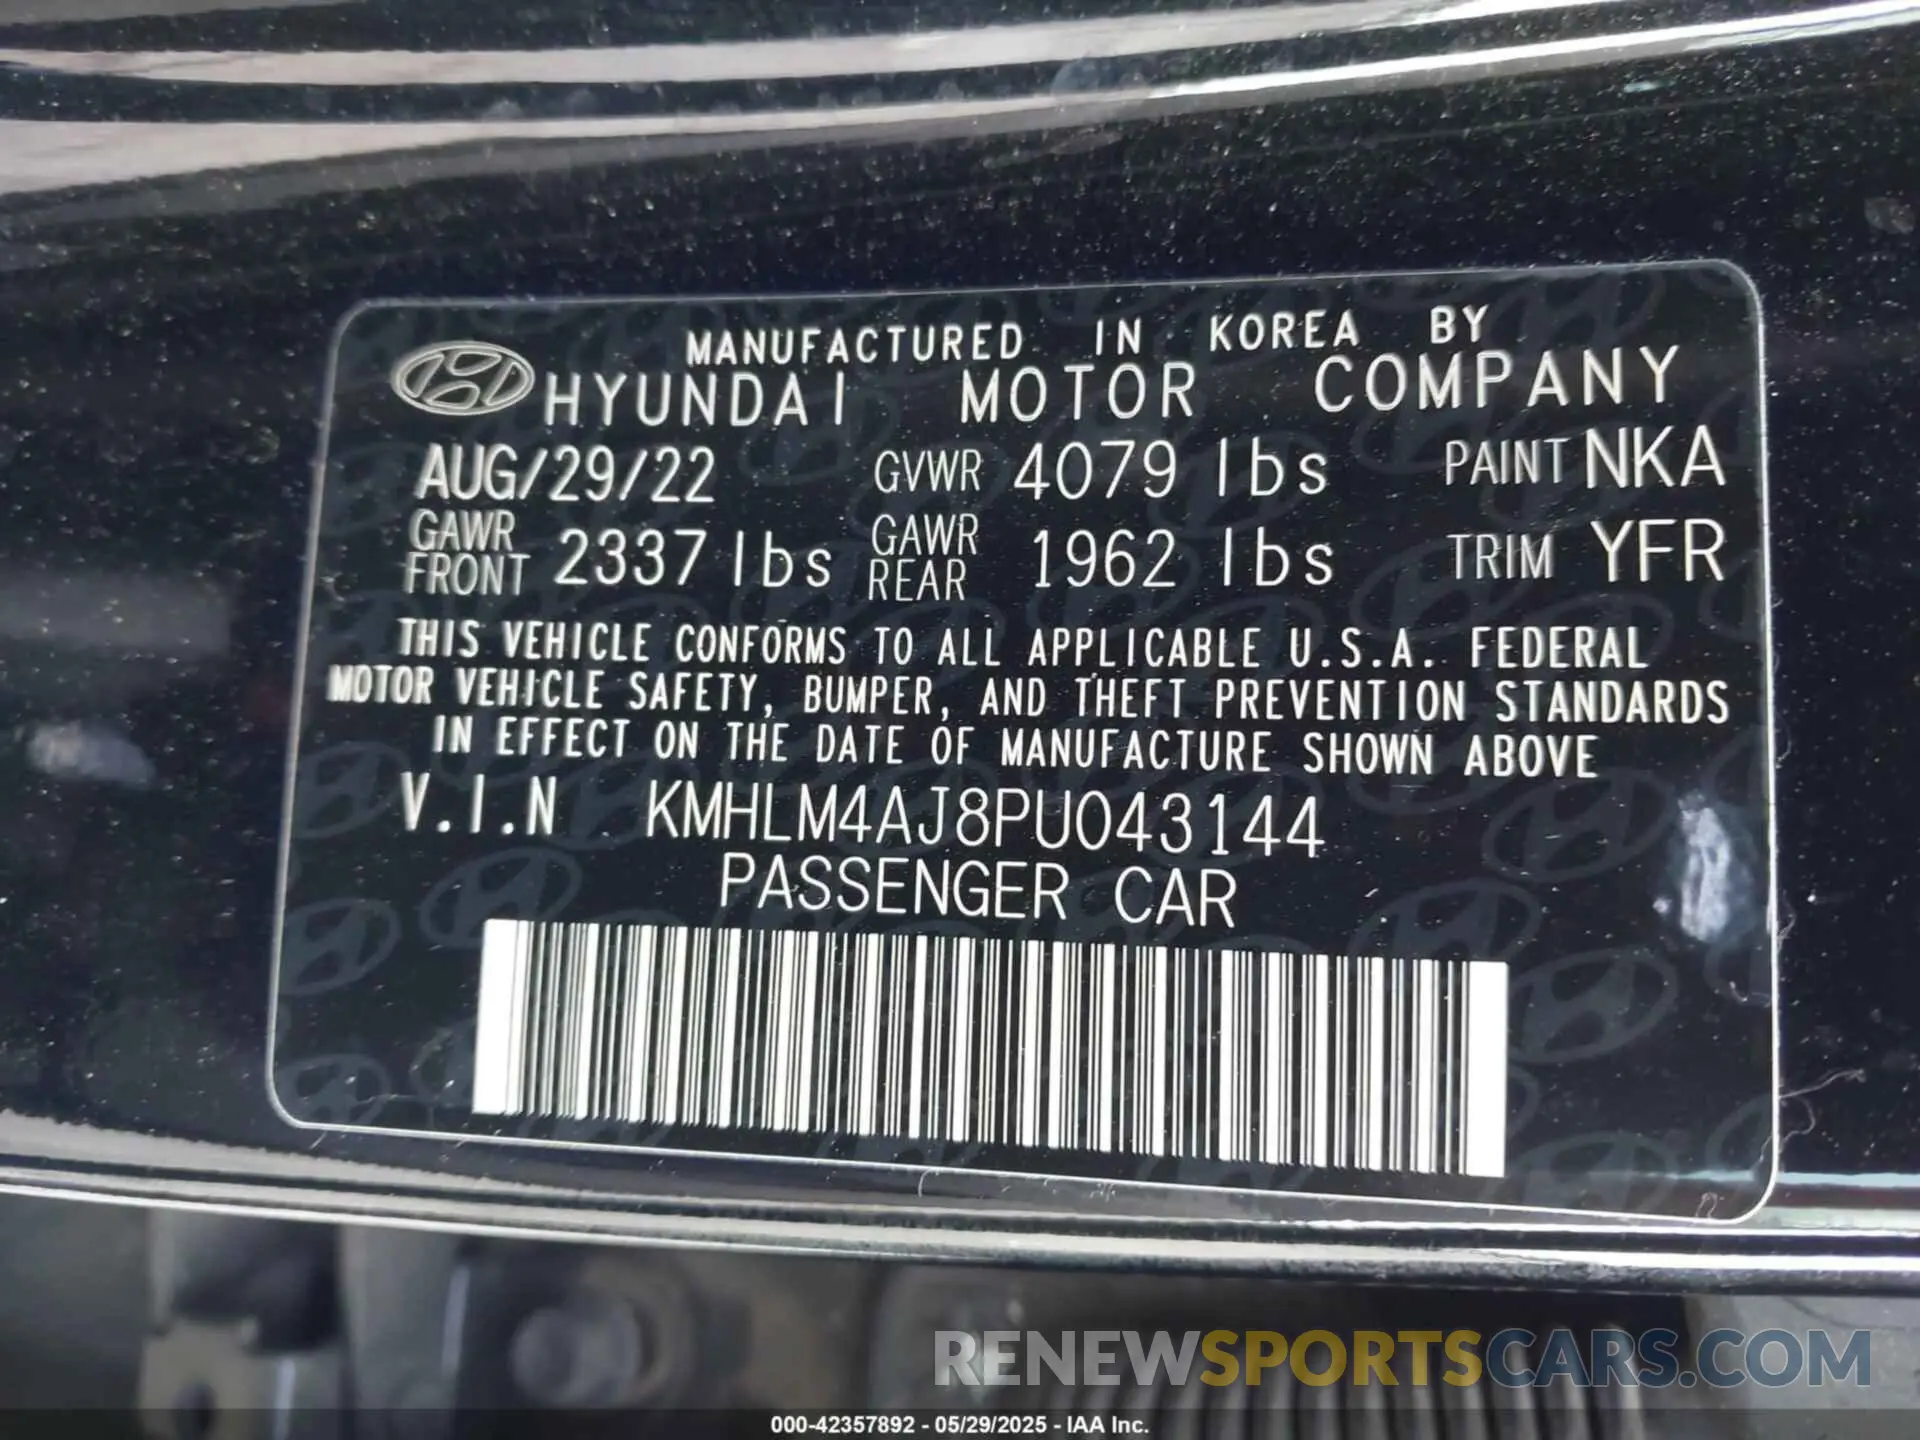 MANUFACTURED IN KOREA BY
HYUNDAI MOTOR COMPANY
AUG/29/22 GVWR 4079 lbs PAINT NKA
GAWR FRONT 2337 lbs GAWR REAR 1962 lbs TRIM YFR
THIS VEHICLE CONFORMS TO ALL APPLICABLE U.S.A. FEDERAL
MOTOR VEHICLE SAFETY, BUMPER, AND THEFT PREVENTION STANDARDS
IN EFFECT ON THE DATE OF MANUFACTURE SHOWN ABOVE
V.I.N KMHLM4AJ8PU043144
PASSENGER CAR
RENEWSPORTSCARS.COM
000-42357892 - 05/29/2025 - IAA Inc.